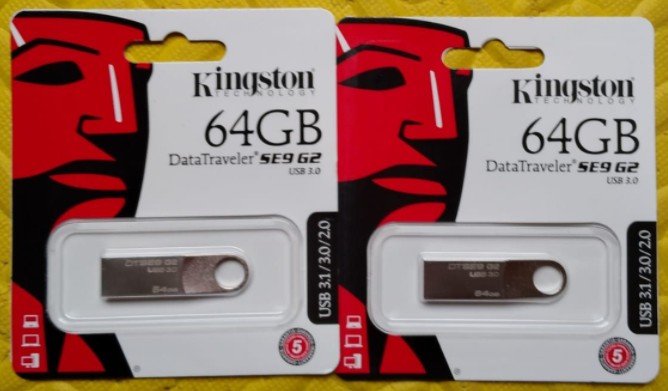 Kingston
TECHNOLOGY
64GB
DataTraveler® SE9 G2
USB 3.0
DTSE9 G2
USB 3.0
64GB
USB 3.1/3.0/2.0
5
Kingston
TECHNOLOGY
64GB
DataTraveler® SE9 G2
USB 3.0
DTSE9 G2
USB 3.0
64GB
USB 3.1/3.0/2.0
5